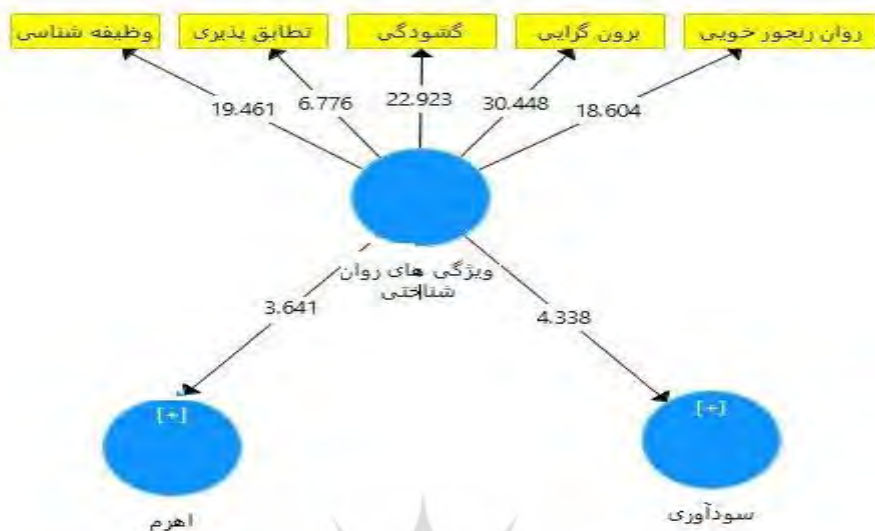 روان رنجور خویی
برون گرایی
گشودگی
تطابق پذیری
وظیفه شناسی
18.604
30.448
22.923
6.776
19.461
ویژگی های روان
شناختی
4.338
3.641
[+]
[+]
سودآوری
اهرم